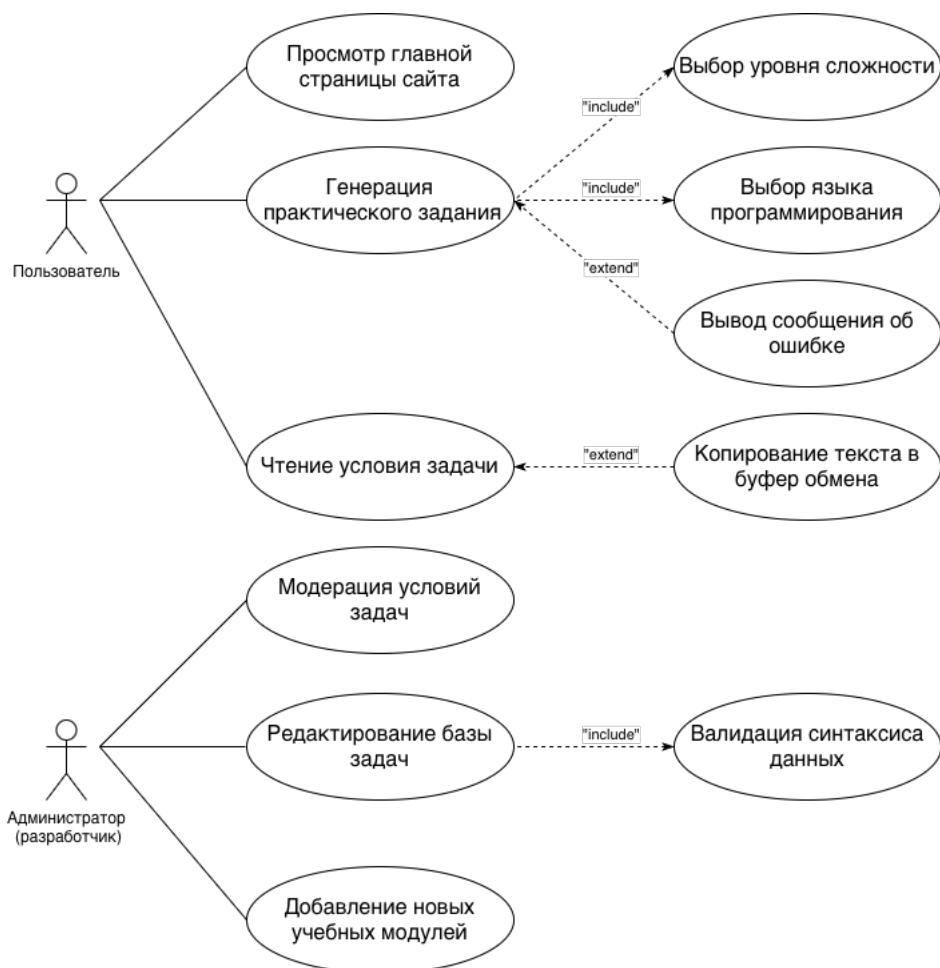 Просмотр главной
страницы сайта
Выбор уровня сложности
"include"
Генерация
практического задания
"include"
Выбор языка
программирования
Пользователь
"extend"
Вывод сообщения об
ошибке
Чтение условия задачи
"extend"
Копирование текста в
буфер обмена
Модерация условий
задач
Редактирование базы
задач
"include"
Валидация синтаксиса
данных
Администратор
(разработчик)
Добавление новых
учебных модулей